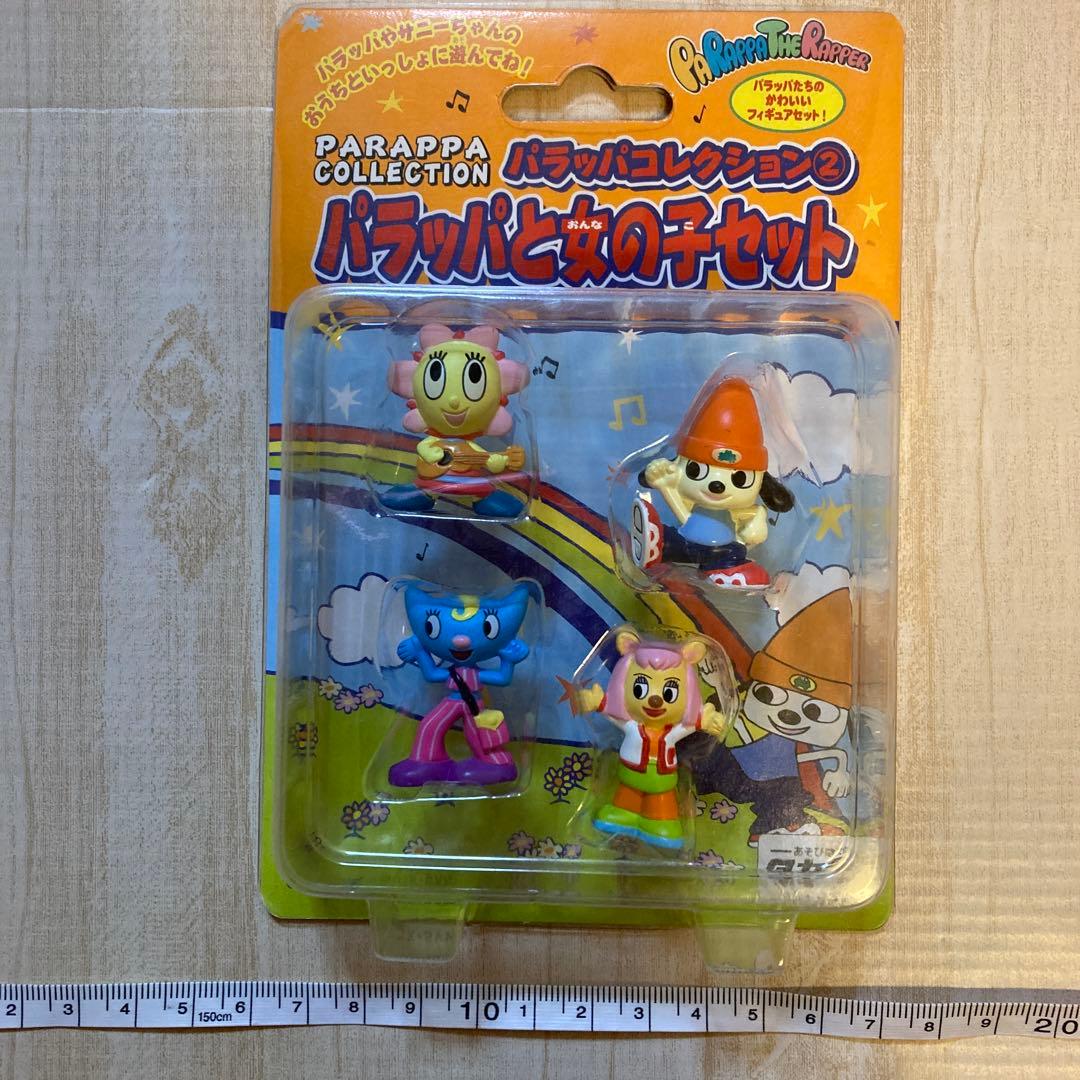 パラッパやサニーちゃんの
おうちといっしょに遊んでね!
PARAPPA THE RAPPER
パラッパたちの
かわいい
フィギュアセット!
PARAPPA
COLLECTION
パラッパコレクション②
パラッパと女の子セット
おんな こ
2 3 4 5 6 7 8 9 10 1 2 3 4 5 6 7 8 9 20
150cm